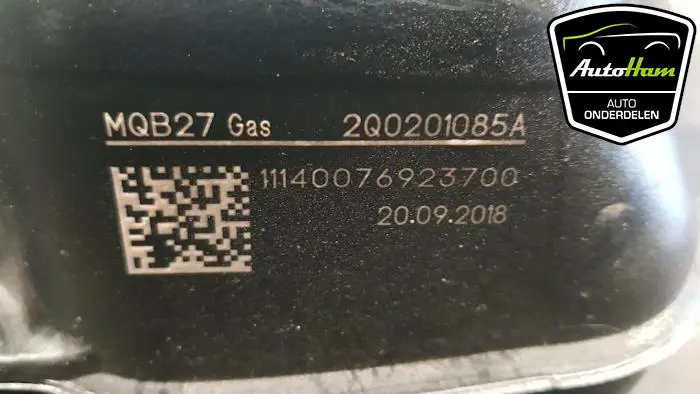 AutoHam
AUTO
ONDERDELEN
MQB27 Gas 2Q0201085A
11140076923700
20.09.2018